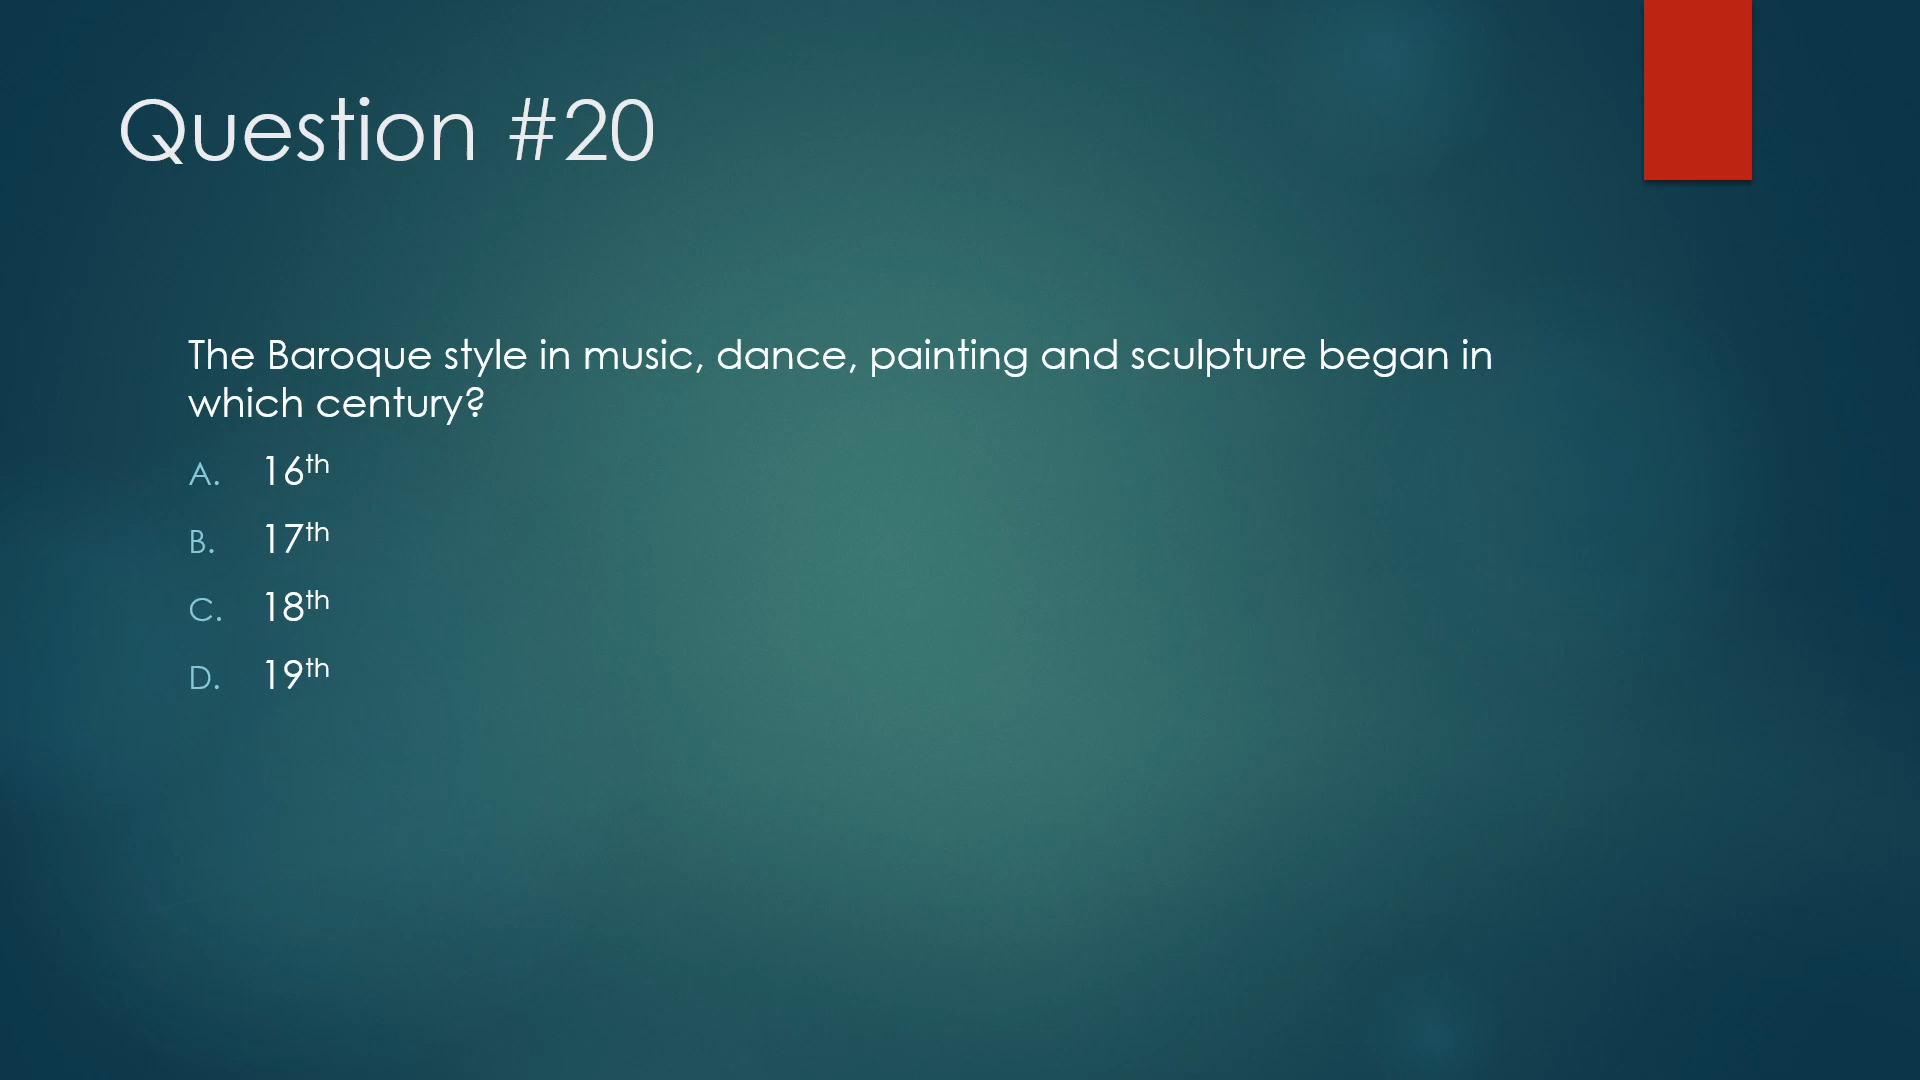 Question #20
The Baroque style in music, dance, painting and sculpture began in
which century?
A. 16th
B. 17th
C. 18th
D. 19th